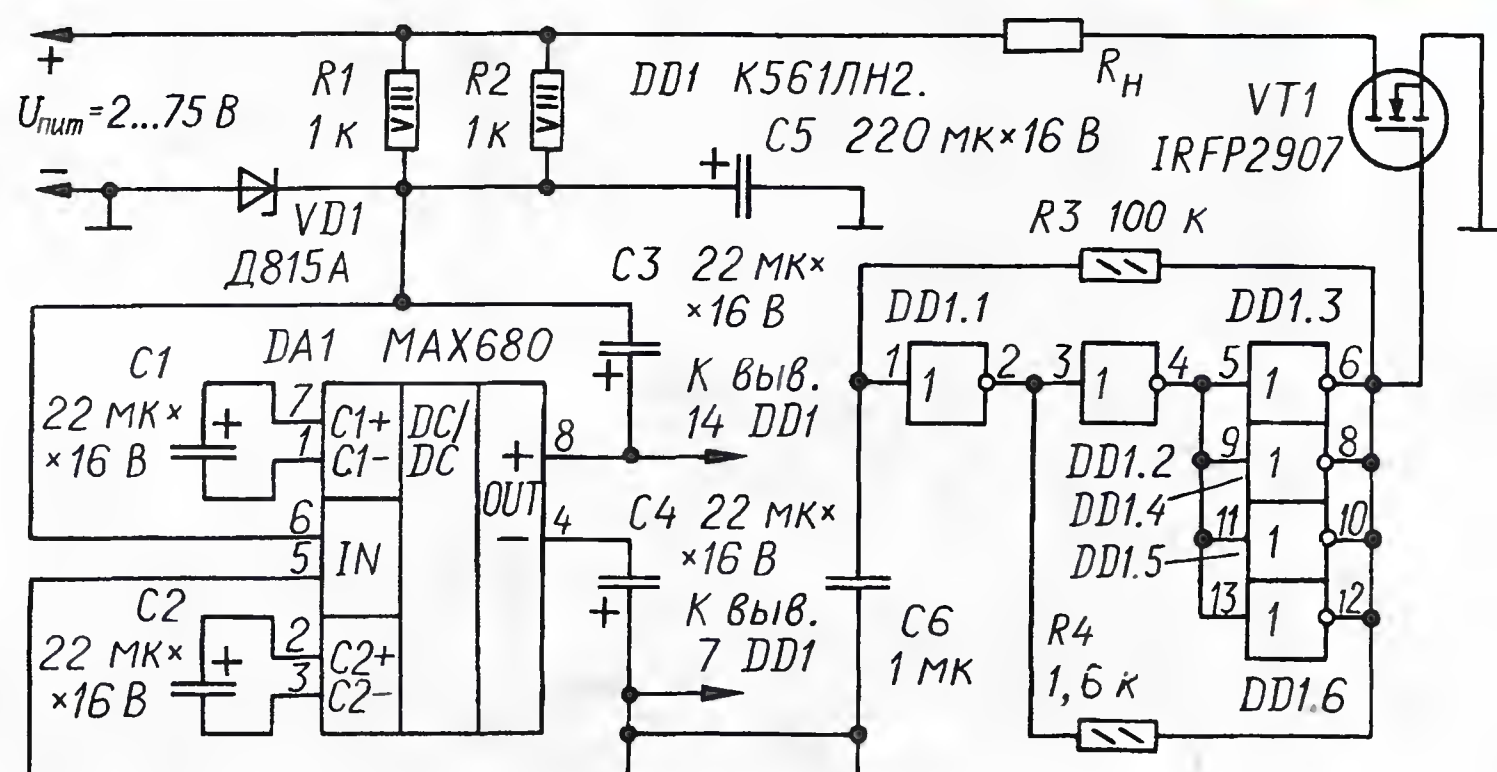 +
Uпит=2...75 В
−
R1
1 к
R2
1 к
DD1 К561ЛН2.
C5 220 мк×16 В
+
Rн
VT1
IRFP2907
VD1
Д815А
R3 100 к
C3 22 мк×
×16 В
+
DD1.1
DD1.3
C1
22 мк×
×16 В
+
DA1 MAX680
7
1
C1+
C1−
DC/
DC
+
OUT
−
8
4
К выв.
14 DD1
6
5
IN
C4 22 мк×
×16 В
+
К выв.
7 DD1
C2
22 мк×
×16 В
+
2
3
C2+
C2−
C6
1 мк
1
1
2
3
1
4
5
1
6
9
1
8
11
1
10
13
1
12
DD1.2
DD1.4
DD1.5
DD1.6
R4
1,6 к